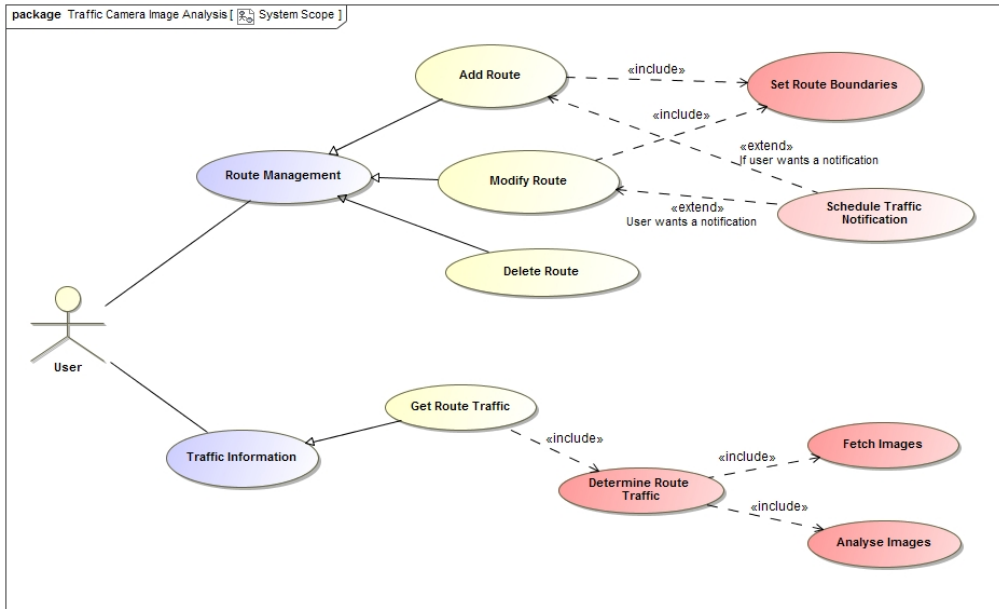 package Traffic Camera Image Analysis [ System Scope ]
Add Route
«include»
Set Route Boundaries
«include»
«extend»
If user wants a notification
Route Management
Modify Route
«extend»
User wants a notification
Schedule Traffic
Notification
Delete Route
User
Get Route Traffic
«include»
Traffic Information
Fetch Images
«include»
Determine Route
Traffic
«include»
Analyse Images